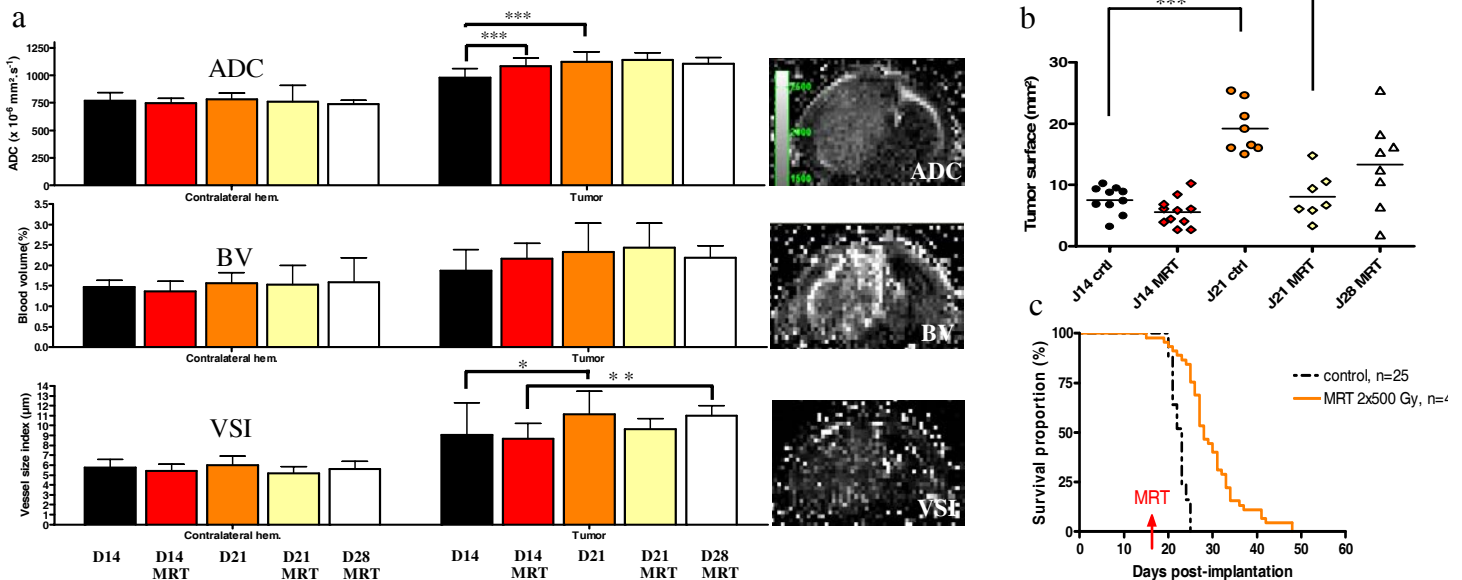 a
ADC (x 10⁻⁶ mm².s⁻¹)
1250
1000
750
500
250
0
ADC
***
***
Contralateral hem.
Tumor
2000
1500
ADC
Blood volume(%)
3.5
3.0
2.5
2.0
1.5
1.0
0.5
0.0
BV
Contralateral hem.
Tumor
BV
Vessel size index (µm)
14
13
12
11
10
9
8
7
6
5
4
3
2
1
0
VSI
*
* *
Contralateral hem.
Tumor
VSI
D14
D14 MRT
D21
D21 MRT
D28 MRT
D14
D14 MRT
D21
D21 MRT
D28 MRT
b
***
Tumor surface (mm²)
30
20
10
0
J14 crtl
J14 MRT
J21 ctrl
J21 MRT
J28 MRT
c
Survival proportion (%)
100
75
50
25
0
MRT
control, n=25
MRT 2x500 Gy, n=4
0
10
20
30
40
50
60
Days post-implantation